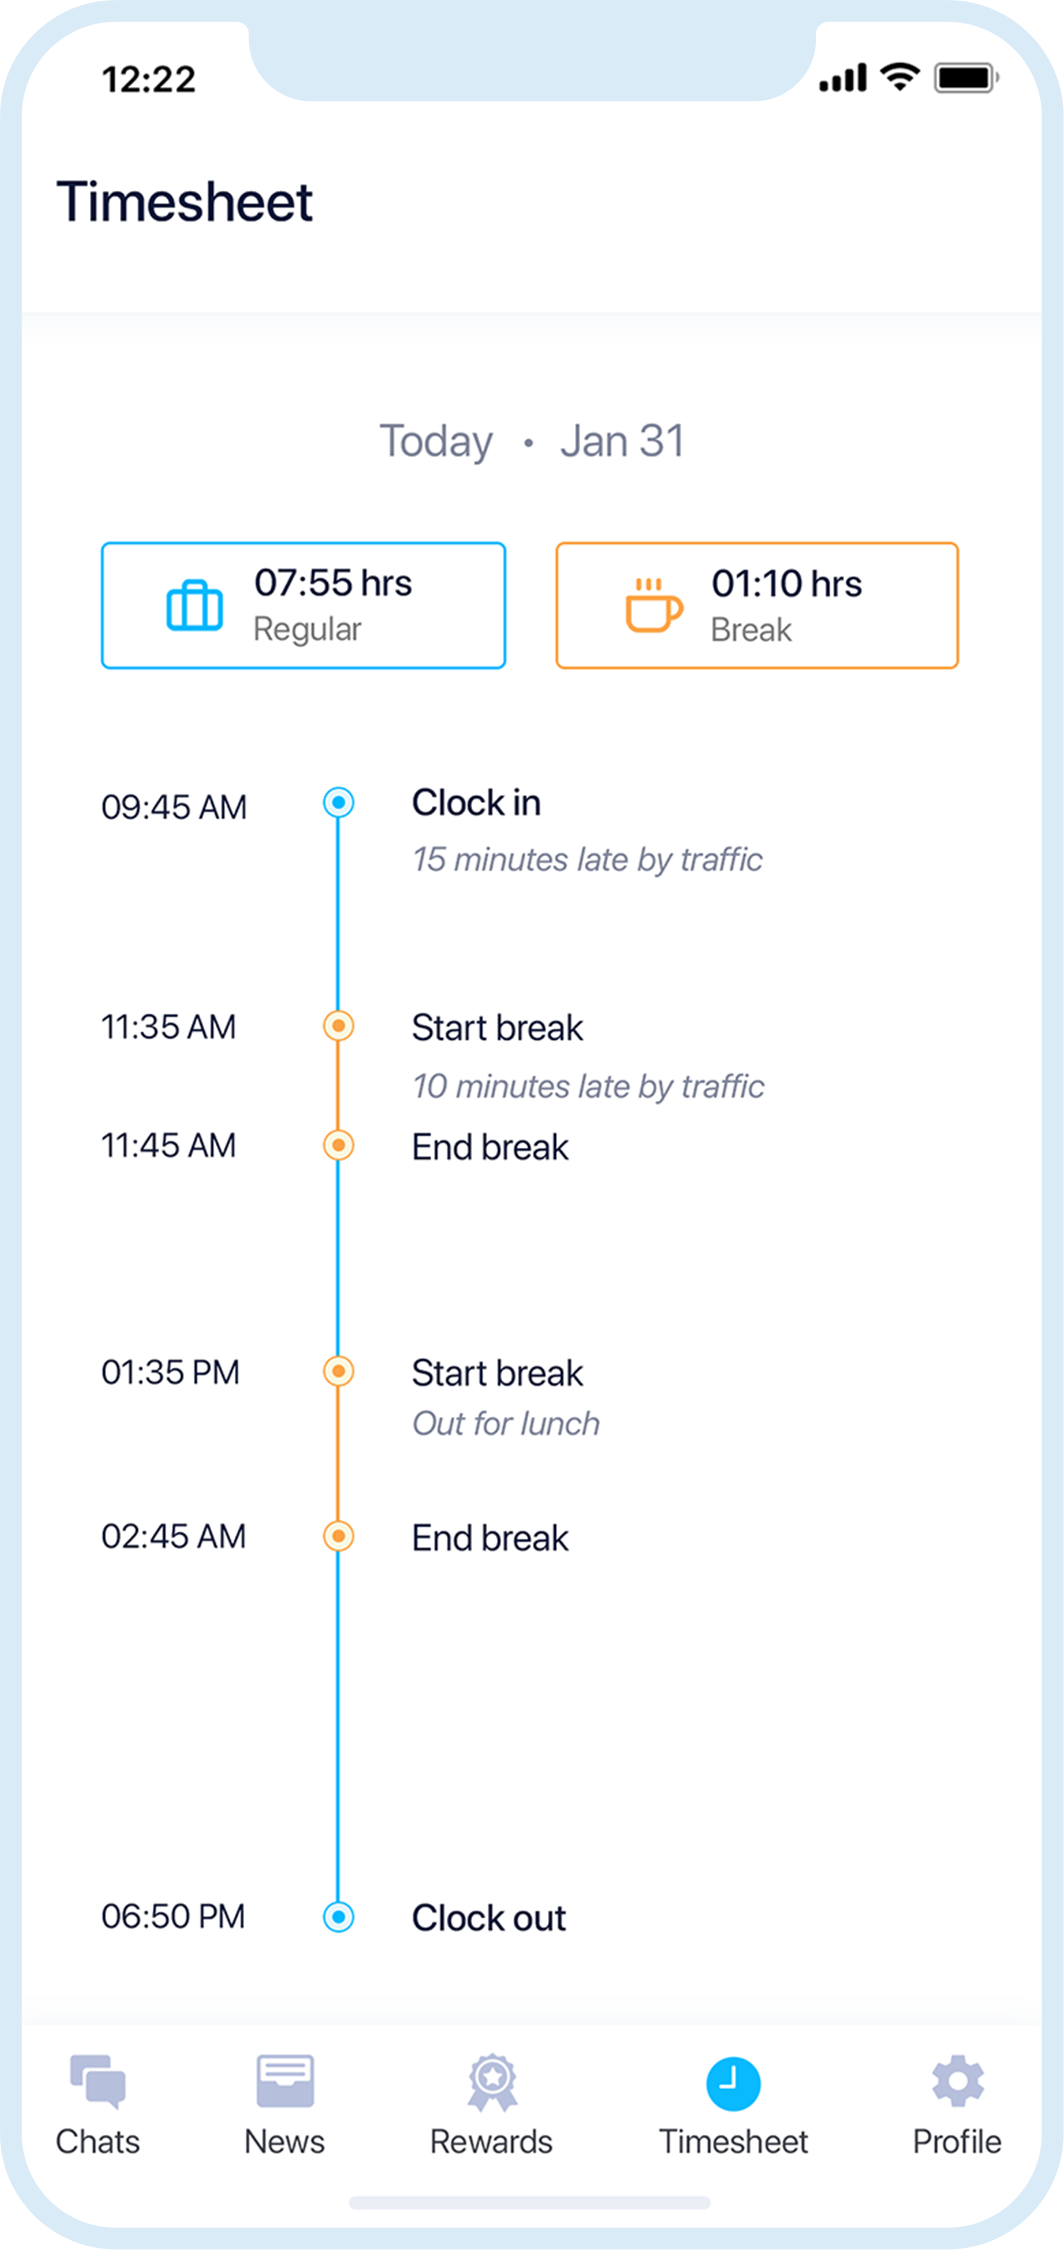 12:22
Timesheet
Today • Jan 31
07:55 hrs
Regular
01:10 hrs
Break
09:45 AM
Clock in
15 minutes late by traffic
11:35 AM
Start break
10 minutes late by traffic
11:45 AM
End break
01:35 PM
Start break
Out for lunch
02:45 AM
End break
06:50 PM
Clock out
Chats
News
Rewards
Timesheet
Profile